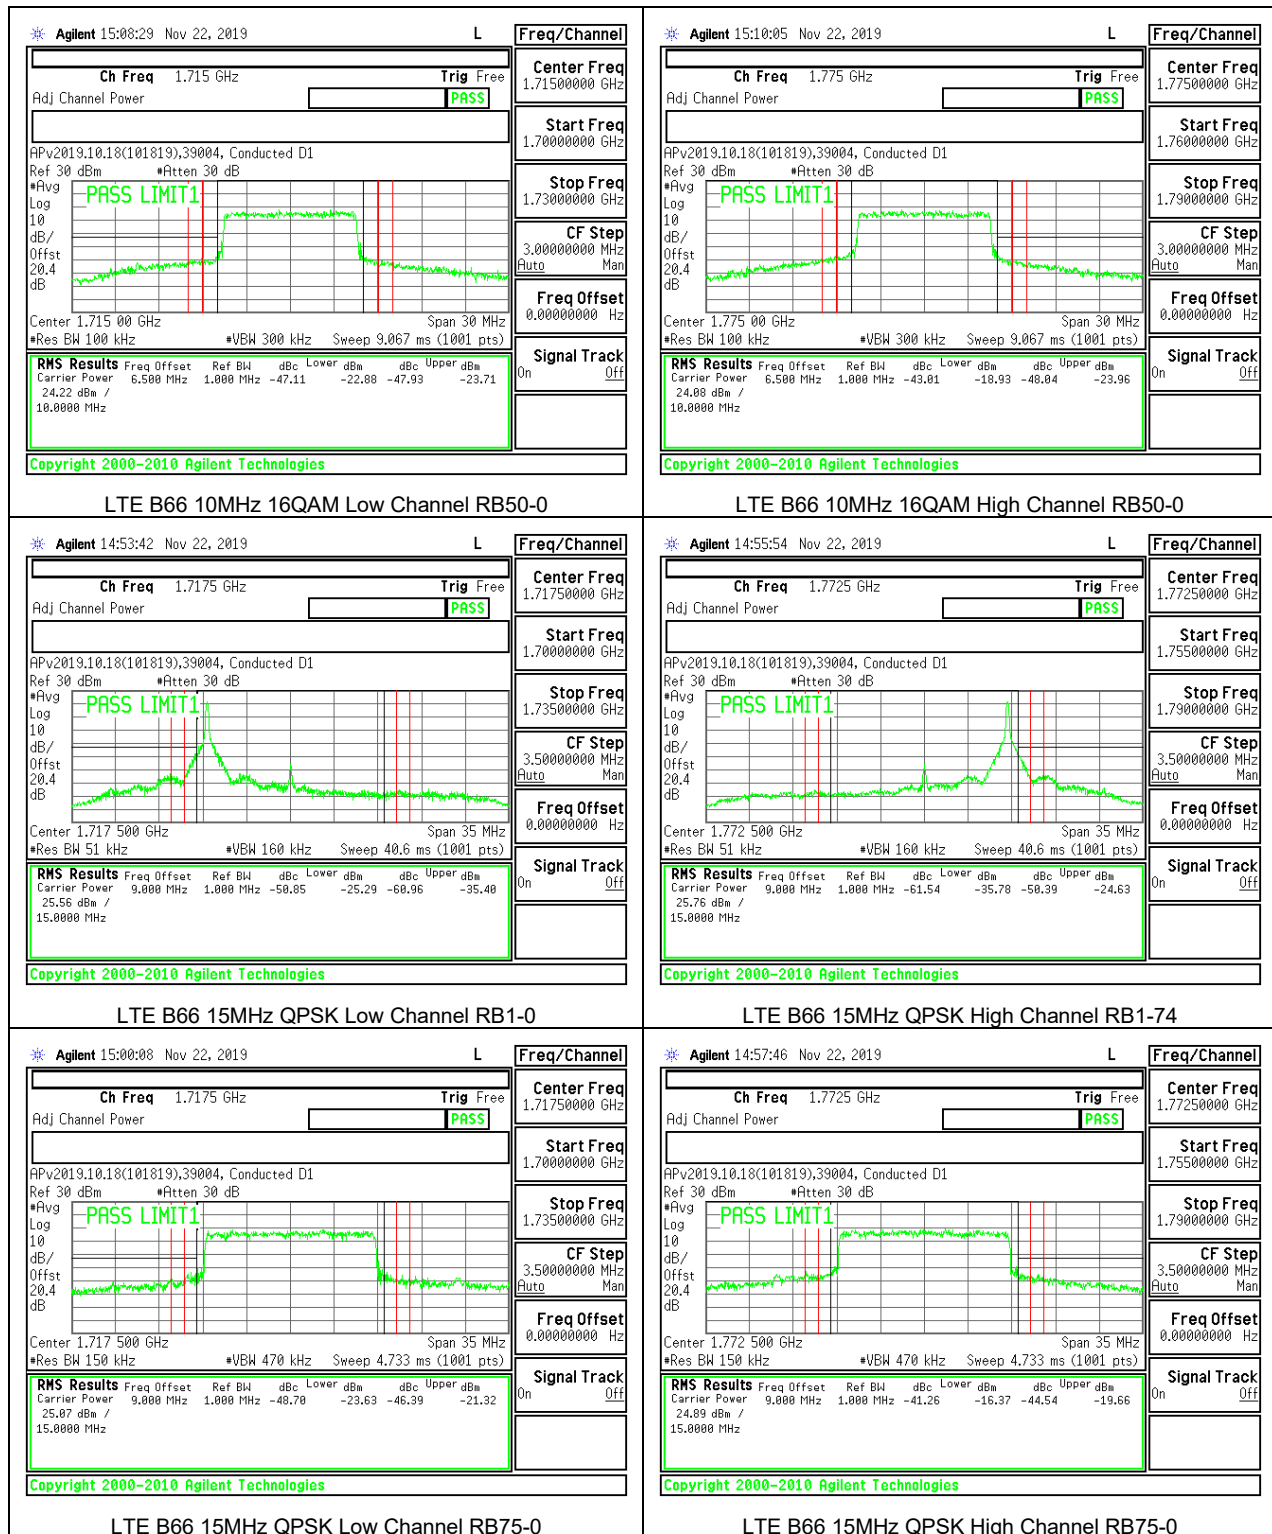 Agilent 15:08:29 Nov 22, 2019 L Freq/Channel
Ch Freq 1.715 GHz Trig Free
Adj Channel Power PASS
APv2019.10.18(101819),39004, Conducted D1
Ref 30 dBm #Atten 30 dB
#Avg
Log
10
dB/
Offst
20.4
dB
PASS LIMIT1
Center 1.715 00 GHz Span 30 MHz
#Res BW 100 kHz #VBW 300 kHz Sweep 9.067 ms (1001 pts)
RMS Results Freq Offset Ref BW dBc Lower dBm dBc Upper dBm
Carrier Power 6.500 MHz 1.000 MHz -47.11 -22.88 -47.93 -23.71
24.22 dBm /
10.0000 MHz
Center Freq
1.71500000 GHz
Start Freq
1.70000000 GHz
Stop Freq
1.73000000 GHz
CF Step
3.00000000 MHz
Auto Man
Freq Offset
0.00000000 Hz
Signal Track
On Off
Copyright 2000-2010 Agilent Technologies
LTE B66 10MHz 16QAM Low Channel RB50-0
Agilent 15:10:05 Nov 22, 2019 L Freq/Channel
Ch Freq 1.775 GHz Trig Free
Adj Channel Power PASS
APv2019.10.18(101819),39004, Conducted D1
Ref 30 dBm #Atten 30 dB
#Avg
Log
10
dB/
Offst
20.4
dB
PASS LIMIT1
Center 1.775 00 GHz Span 30 MHz
#Res BW 100 kHz #VBW 300 kHz Sweep 9.067 ms (1001 pts)
RMS Results Freq Offset Ref BW dBc Lower dBm dBc Upper dBm
Carrier Power 6.500 MHz 1.000 MHz -43.01 -18.93 -48.04 -23.96
24.08 dBm /
10.0000 MHz
Center Freq
1.77500000 GHz
Start Freq
1.76000000 GHz
Stop Freq
1.79000000 GHz
CF Step
3.00000000 MHz
Auto Man
Freq Offset
0.00000000 Hz
Signal Track
On Off
Copyright 2000-2010 Agilent Technologies
LTE B66 10MHz 16QAM High Channel RB50-0
Agilent 14:53:42 Nov 22, 2019 L Freq/Channel
Ch Freq 1.7175 GHz Trig Free
Adj Channel Power PASS
APv2019.10.18(101819),39004, Conducted D1
Ref 30 dBm #Atten 30 dB
#Avg
Log
10
dB/
Offst
20.4
dB
PASS LIMIT1
Center 1.717 500 GHz Span 35 MHz
#Res BW 51 kHz #VBW 160 kHz Sweep 40.6 ms (1001 pts)
RMS Results Freq Offset Ref BW dBc Lower dBm dBc Upper dBm
Carrier Power 9.000 MHz 1.000 MHz -50.85 -25.29 -60.96 -35.40
25.56 dBm /
15.0000 MHz
Center Freq
1.71750000 GHz
Start Freq
1.70000000 GHz
Stop Freq
1.73500000 GHz
CF Step
3.50000000 MHz
Auto Man
Freq Offset
0.00000000 Hz
Signal Track
On Off
Copyright 2000-2010 Agilent Technologies
LTE B66 15MHz QPSK Low Channel RB1-0
Agilent 14:55:54 Nov 22, 2019 L Freq/Channel
Ch Freq 1.7725 GHz Trig Free
Adj Channel Power PASS
APv2019.10.18(101819),39004, Conducted D1
Ref 30 dBm #Atten 30 dB
#Avg
Log
10
dB/
Offst
20.4
dB
PASS LIMIT1
Center 1.772 500 GHz Span 35 MHz
#Res BW 51 kHz #VBW 160 kHz Sweep 40.6 ms (1001 pts)
RMS Results Freq Offset Ref BW dBc Lower dBm dBc Upper dBm
Carrier Power 9.000 MHz 1.000 MHz -61.54 -35.78 -50.39 -24.63
25.76 dBm /
15.0000 MHz
Center Freq
1.77250000 GHz
Start Freq
1.75500000 GHz
Stop Freq
1.79000000 GHz
CF Step
3.50000000 MHz
Auto Man
Freq Offset
0.00000000 Hz
Signal Track
On Off
Copyright 2000-2010 Agilent Technologies
LTE B66 15MHz QPSK High Channel RB1-74
Agilent 15:00:08 Nov 22, 2019 L Freq/Channel
Ch Freq 1.7175 GHz Trig Free
Adj Channel Power PASS
APv2019.10.18(101819),39004, Conducted D1
Ref 30 dBm #Atten 30 dB
#Avg
Log
10
dB/
Offst
20.4
dB
PASS LIMIT1
Center 1.717 500 GHz Span 35 MHz
#Res BW 150 kHz #VBW 470 kHz Sweep 4.733 ms (1001 pts)
RMS Results Freq Offset Ref BW dBc Lower dBm dBc Upper dBm
Carrier Power 9.000 MHz 1.000 MHz -48.70 -23.63 -46.39 -21.32
25.07 dBm /
15.0000 MHz
Center Freq
1.71750000 GHz
Start Freq
1.70000000 GHz
Stop Freq
1.73500000 GHz
CF Step
3.50000000 MHz
Auto Man
Freq Offset
0.00000000 Hz
Signal Track
On Off
Copyright 2000-2010 Agilent Technologies
LTE B66 15MHz QPSK Low Channel RB75-0
Agilent 14:57:46 Nov 22, 2019 L Freq/Channel
Ch Freq 1.7725 GHz Trig Free
Adj Channel Power PASS
APv2019.10.18(101819),39004, Conducted D1
Ref 30 dBm #Atten 30 dB
#Avg
Log
10
dB/
Offst
20.4
dB
PASS LIMIT1
Center 1.772 500 GHz Span 35 MHz
#Res BW 150 kHz #VBW 470 kHz Sweep 4.733 ms (1001 pts)
RMS Results Freq Offset Ref BW dBc Lower dBm dBc Upper dBm
Carrier Power 9.000 MHz 1.000 MHz -41.26 -16.37 -44.54 -19.66
24.89 dBm /
15.0000 MHz
Center Freq
1.77250000 GHz
Start Freq
1.75500000 GHz
Stop Freq
1.79000000 GHz
CF Step
3.50000000 MHz
Auto Man
Freq Offset
0.00000000 Hz
Signal Track
On Off
Copyright 2000-2010 Agilent Technologies
LTE B66 15MHz QPSK High Channel RB75-0